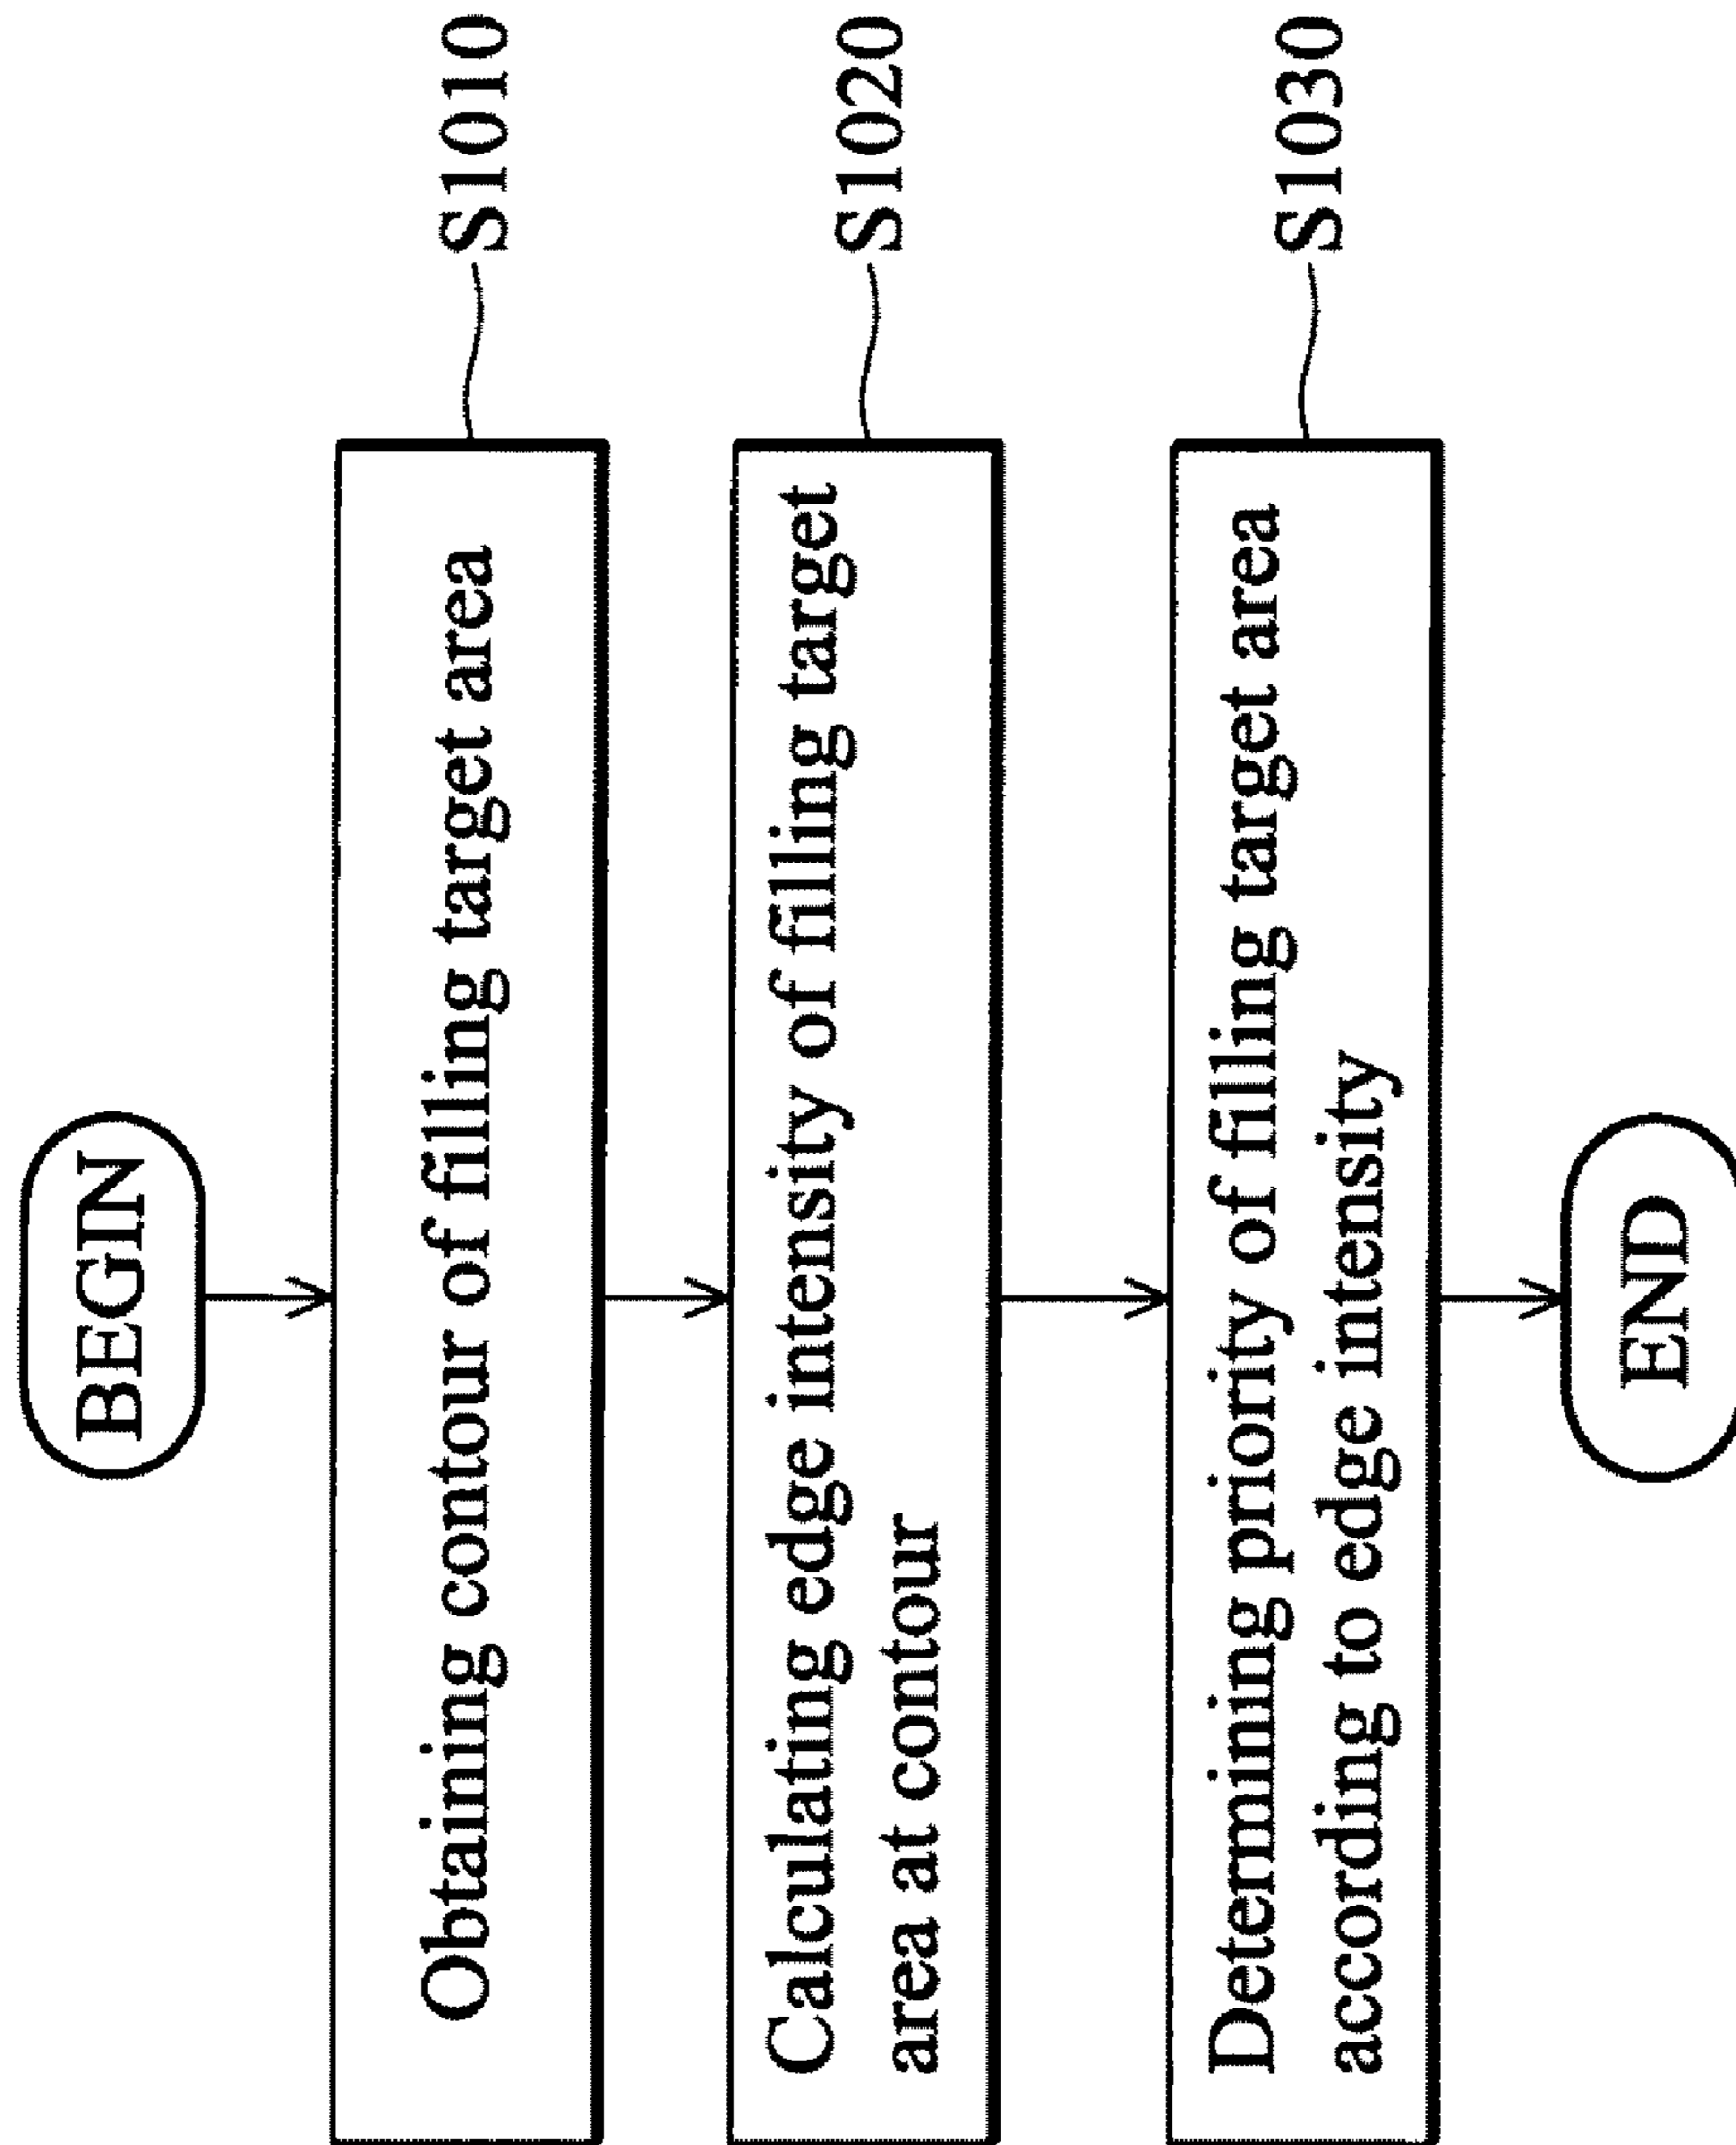 BEGIN
Obtaining contour of filling target area
S1010
Calculating edge intensity of filling target
area at contour
S1020
Determining priority of filling target area
according to edge intensity
S1030
END